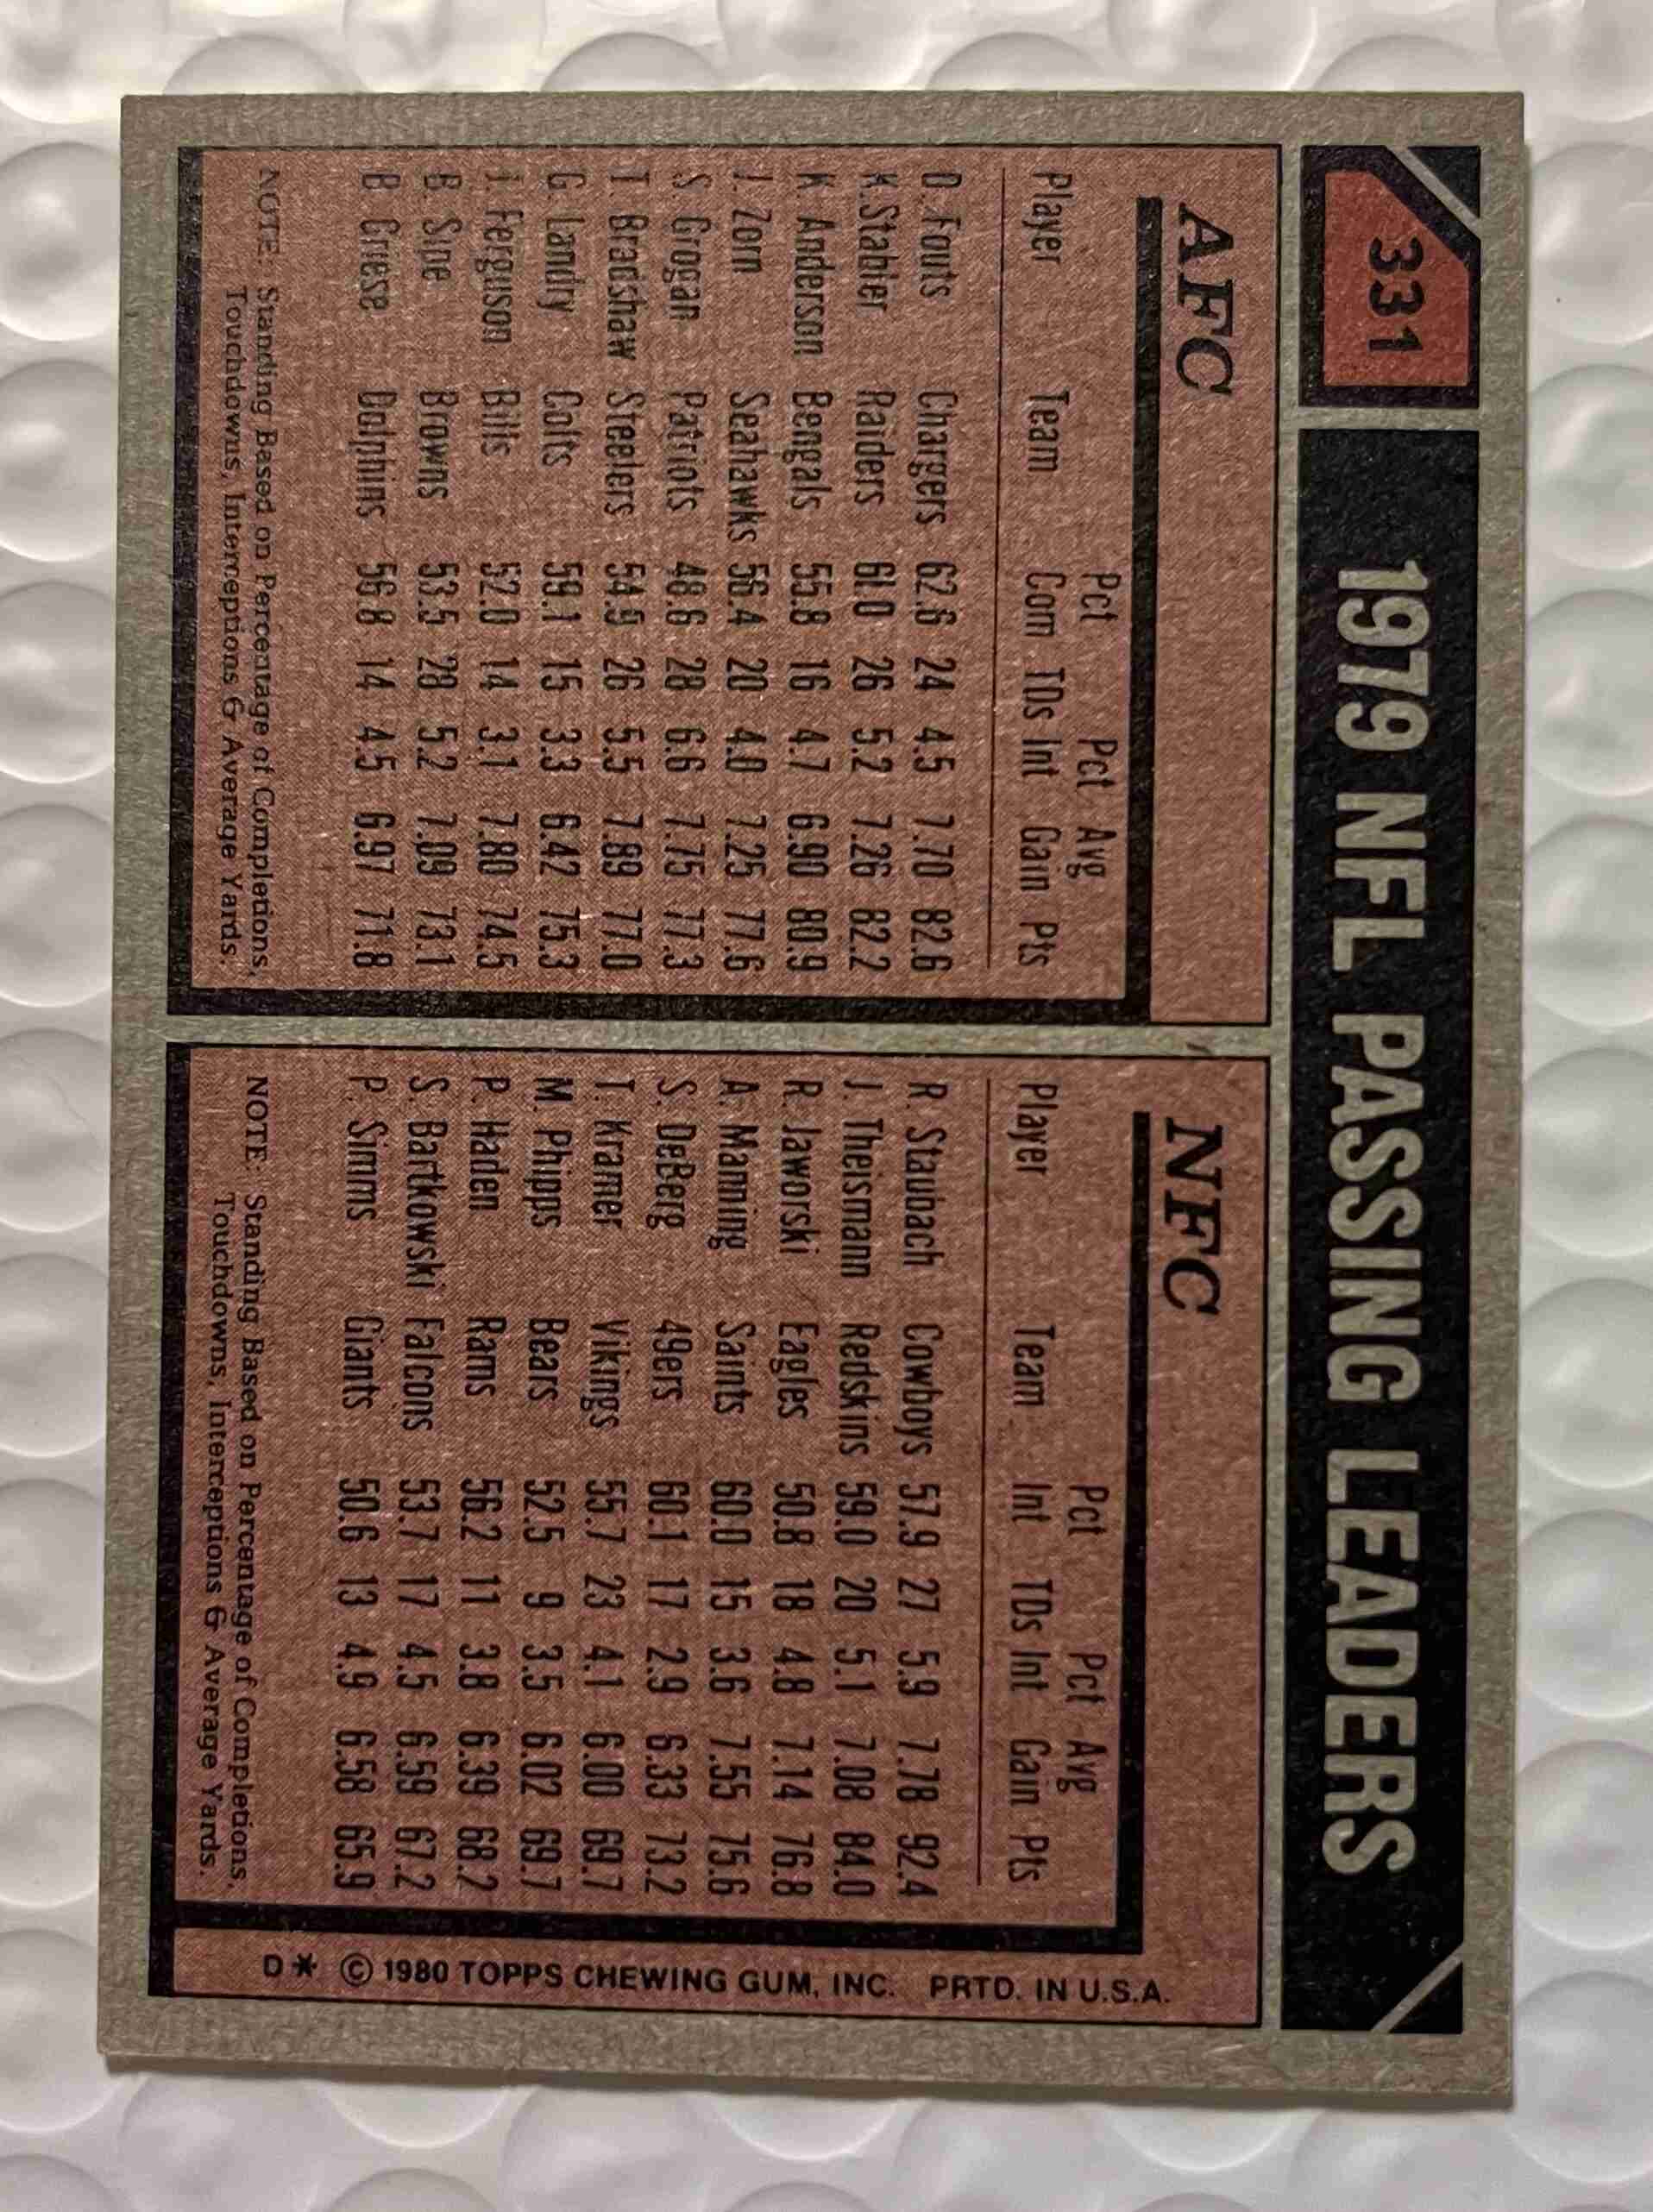 331
1979 NFL PASSING LEADERS
AFC
Pct Pct Avg
Player Team Com TDs Int Gain Pts
D. Fouts Chargers 62.6 24 4.5 7.70 82.6
K. Stabler Raiders 61.0 26 5.2 7.26 82.2
K. Anderson Bengals 55.8 16 4.7 6.90 80.9
J. Zorn Seahawks 56.4 20 4.0 7.25 77.6
S. Grogan Patriots 48.6 28 6.6 7.75 77.3
T. Bradshaw Steelers 54.9 26 5.5 7.89 77.0
G. Landry Colts 59.1 15 3.3 6.42 75.3
J. Ferguson Bills 52.0 14 3.1 7.80 74.5
B. Sipe Browns 53.5 28 5.2 7.09 73.1
B. Griese Dolphins 56.8 14 4.5 6.97 71.8
NOTE: Standing Based on Percentage of Completions,
Touchdowns, Interceptions & Average Yards.
NFC
Pct Pct Avg
Player Team Int TDs Int Gain Pts
R. Staubach Cowboys 57.9 27 5.9 7.78 92.4
J. Theismann Redskins 59.0 20 5.1 7.08 84.0
R. Jaworski Eagles 50.8 18 4.8 7.14 76.8
A. Manning Saints 60.0 15 3.6 7.55 75.6
S. DeBerg 49ers 60.1 17 2.9 6.33 73.2
T. Kramer Vikings 55.7 23 4.1 6.00 69.7
M. Phipps Bears 52.5 9 3.5 6.02 69.7
P. Haden Rams 56.2 11 3.8 6.39 68.2
S. Bartkowski Falcons 53.7 17 4.5 6.59 67.2
P. Simms Giants 50.6 13 4.9 6.58 65.9
NOTE: Standing Based on Percentage of Completions,
Touchdowns, Interceptions & Average Yards.
D* © 1980 TOPPS CHEWING GUM, INC. PRTD. IN U.S.A.